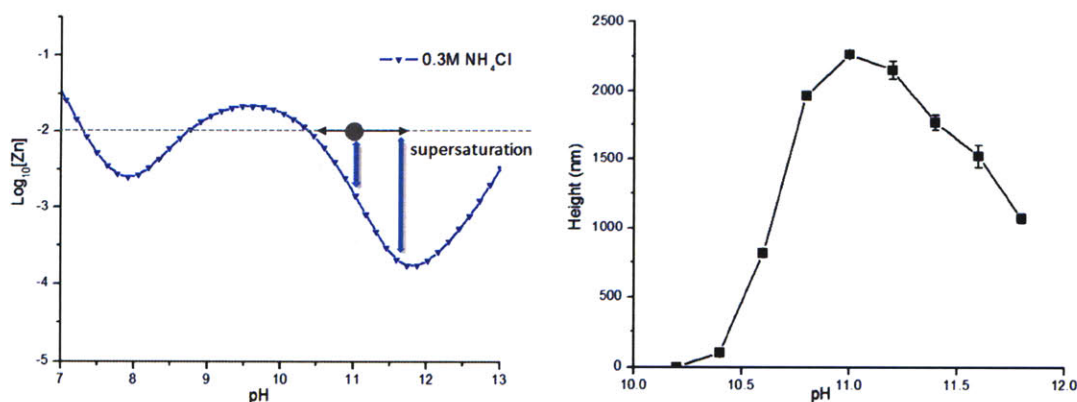 -1
-2
-3
-4
-5
Log₁₀[Zn]
0.3M NH₄Cl
supersaturation
7 8 9 10 11 12 13
pH
2500
2000
1500
1000
500
0
Height (nm)
10.0 10.5 11.0 11.5 12.0
pH